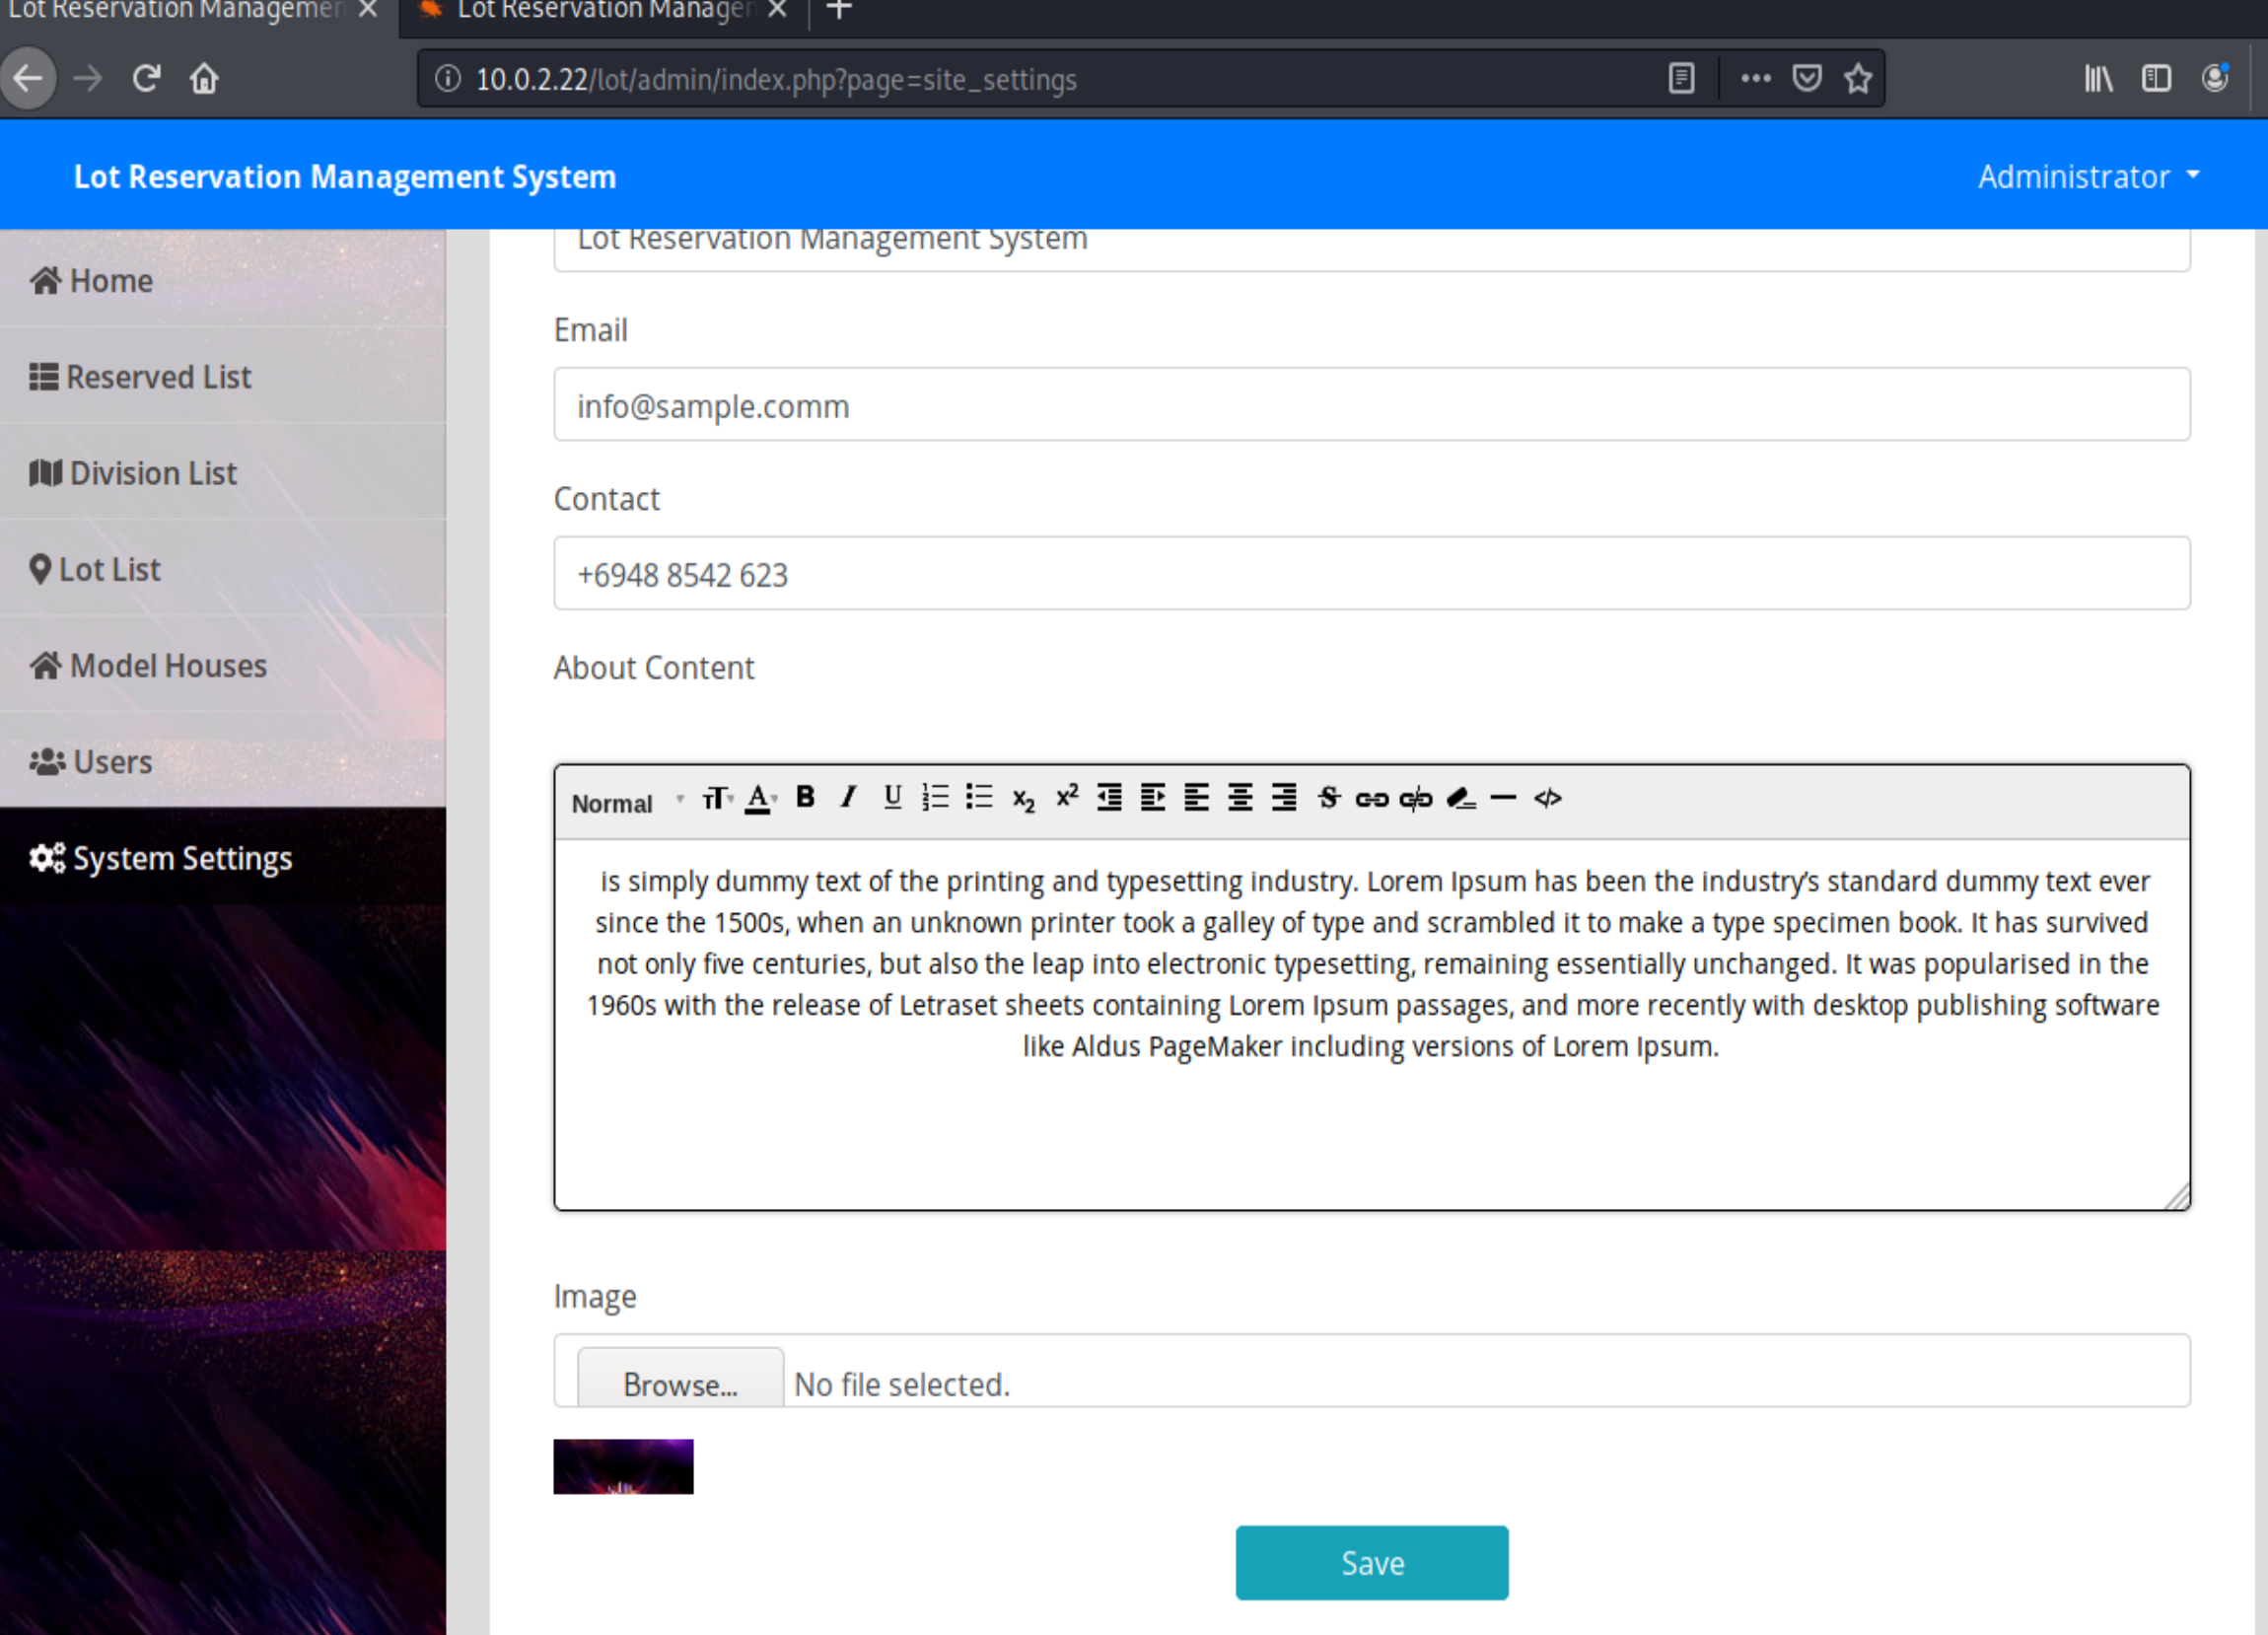 Lot Reservation Managemen
Lot Reservation Manager
10.0.2.22/lot/admin/index.php?page=site_settings
Lot Reservation Management System
Administrator
Home
Reserved List
Division List
Lot List
Model Houses
Users
System Settings
Lot Reservation Management System
Email
info@sample.comm
Contact
+6948 8542 623
About Content
Normal
is simply dummy text of the printing and typesetting industry. Lorem Ipsum has been the industry's standard dummy text ever
since the 1500s, when an unknown printer took a galley of type and scrambled it to make a type specimen book. It has survived
not only five centuries, but also the leap into electronic typesetting, remaining essentially unchanged. It was popularised in the
1960s with the release of Letraset sheets containing Lorem Ipsum passages, and more recently with desktop publishing software
like Aldus PageMaker including versions of Lorem Ipsum.
Image
Browse... No file selected.
Save